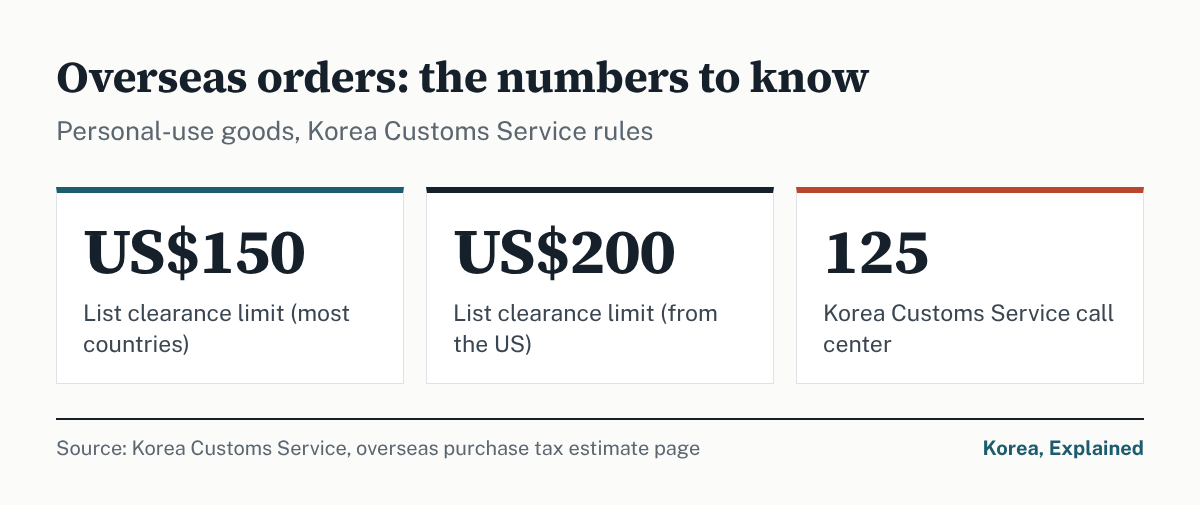 Overseas orders: the numbers to know
Personal-use goods, Korea Customs Service rules
US$150
List clearance limit (most
countries)
US$200
List clearance limit (from
the US)
125
Korea Customs Service call
center
Source: Korea Customs Service, overseas purchase tax estimate page
Korea, Explained